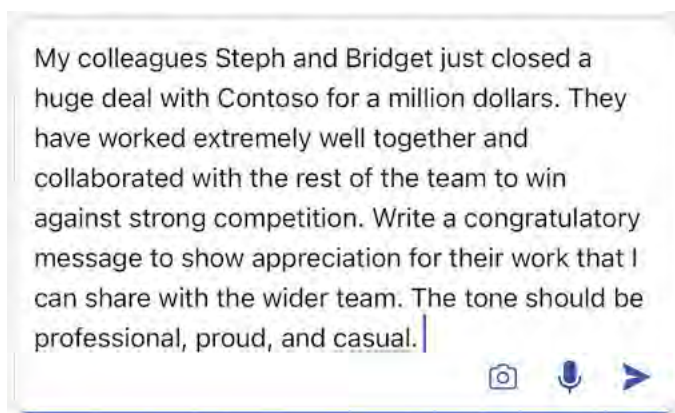 My colleagues Steph and Bridget just closed a
huge deal with Contoso for a million dollars. They
have worked extremely well together and
collaborated with the rest of the team to win
against strong competition. Write a congratulatory
message to show appreciation for their work that I
can share with the wider team. The tone should be
professional, proud, and casual.